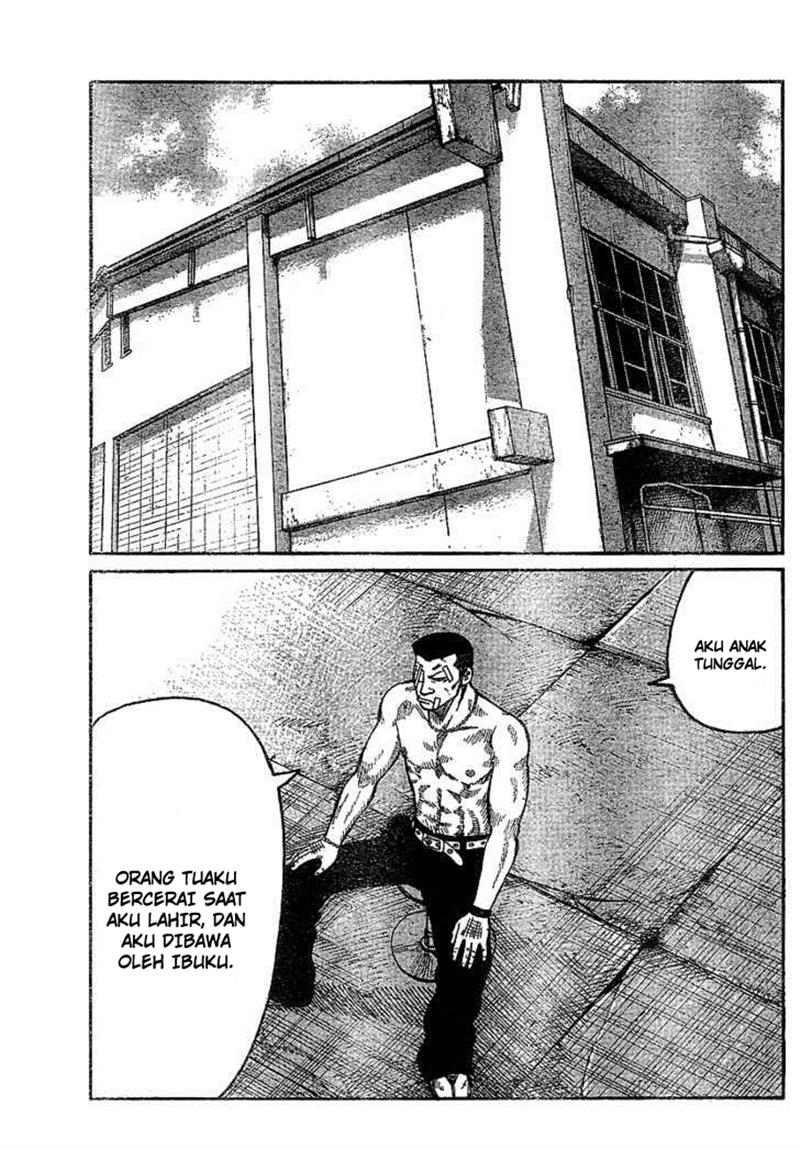 AKU ANAK
TUNGGAL.
ORANG TUAKU
BERCERAI SAAT
AKU LAHIR, DAN
AKU DIBAWA
OLEH IBUKU.